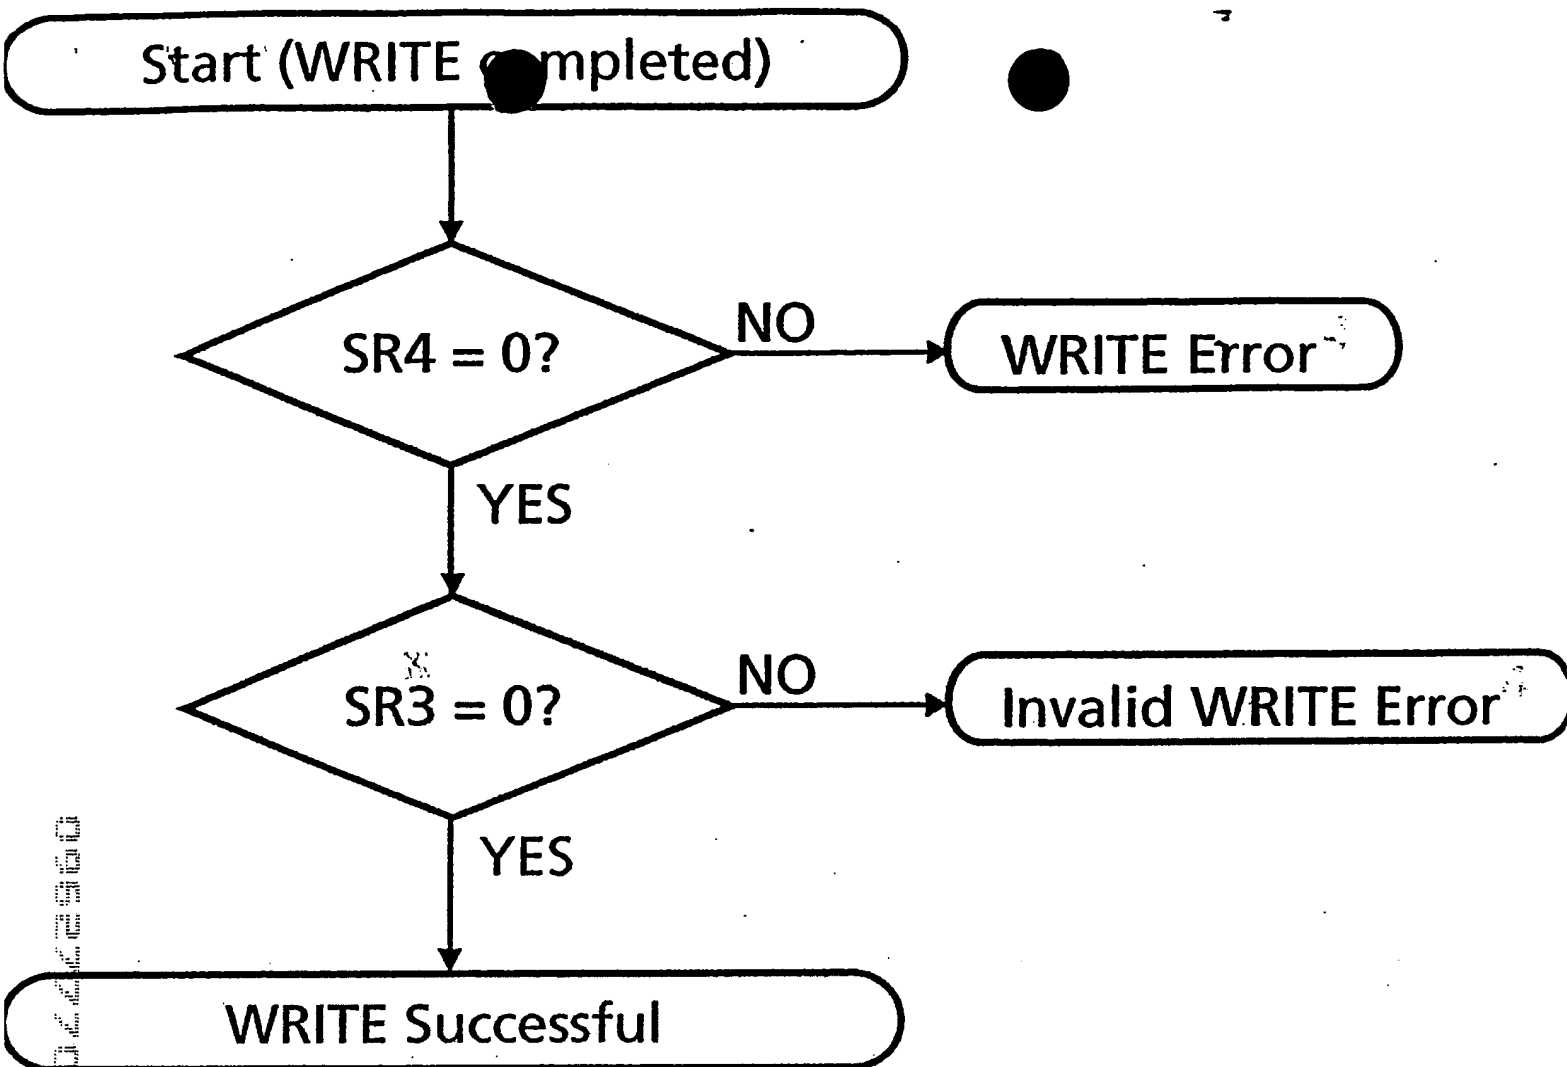 Start (WRITE completed)
SR4 = 0?
NO
WRITE Error
YES
SR3 = 0?
NO
Invalid WRITE Error
YES
WRITE Successful